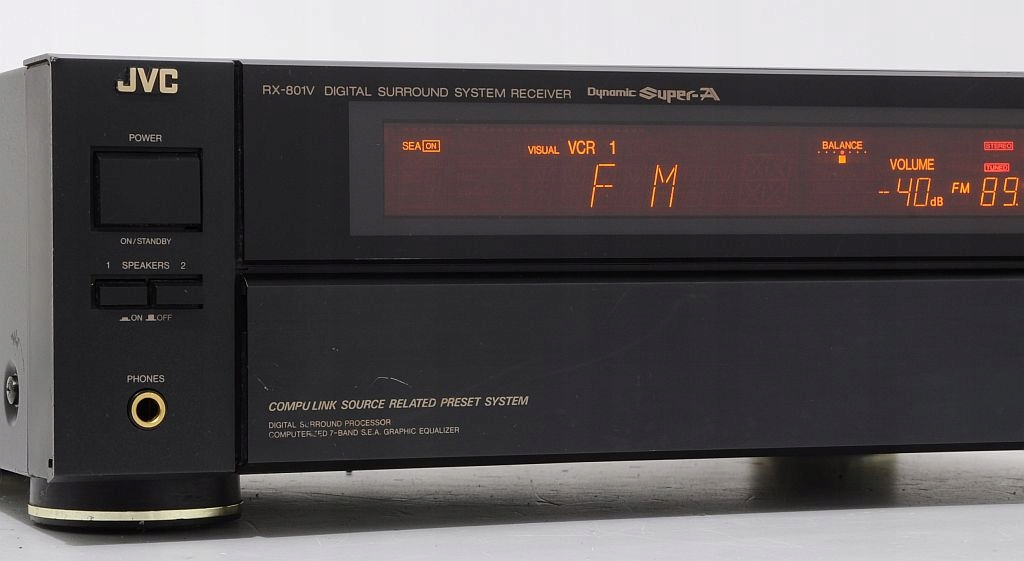 JVC
RX-801V DIGITAL SURROUND SYSTEM RECEIVER Dynamic Super-A
POWER
ON/STANDBY
1 SPEAKERS 2
ON OFF
PHONES
SEA ON VISUAL VCR 1 BALANCE STEREO
VOLUME TUNED
FM -40dB FM 89.
COMPU LINK SOURCE RELATED PRESET SYSTEM
DIGITAL SURROUND PROCESSOR
COMPUTERIZED 7-BAND S.E.A. GRAPHIC EQUALIZER